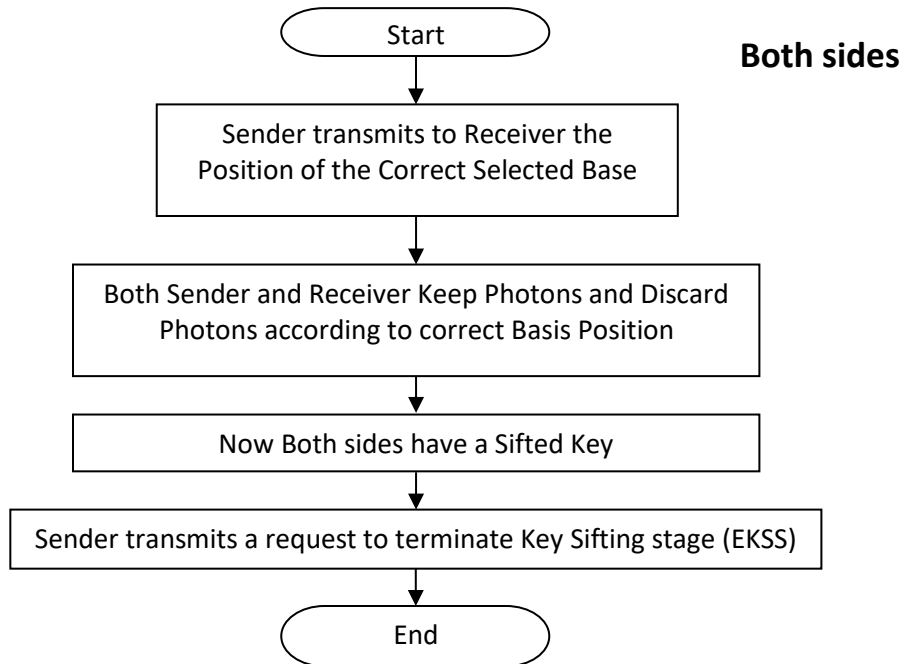 Start
Both sides
Sender transmits to Receiver the
Position of the Correct Selected Base
Both Sender and Receiver Keep Photons and Discard
Photons according to correct Basis Position
Now Both sides have a Sifted Key
Sender transmits a request to terminate Key Sifting stage (EKSS)
End